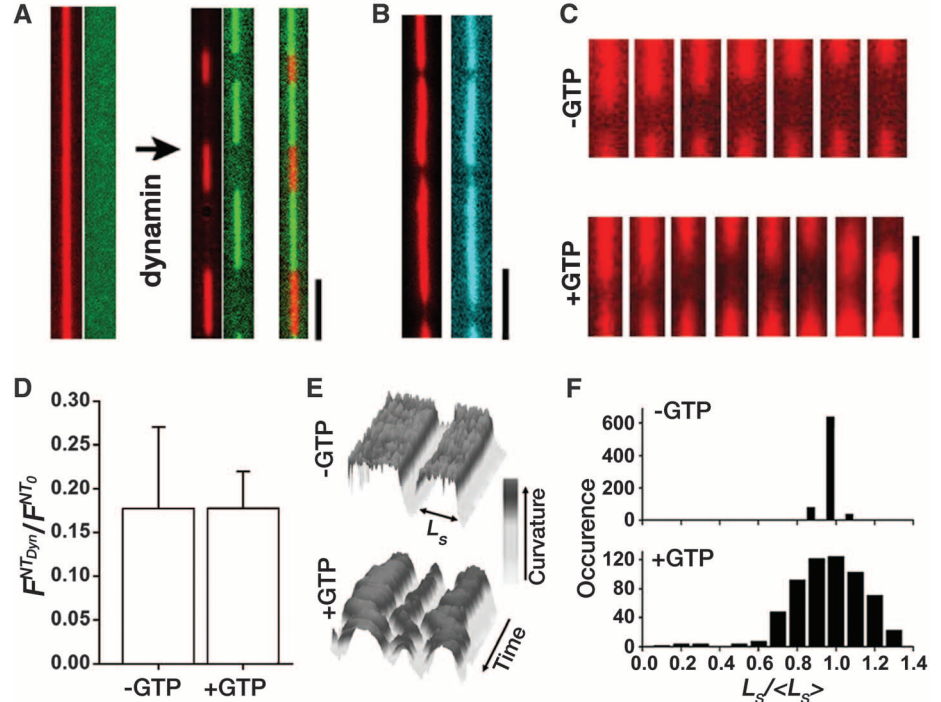 A
B
C
dynamin
-GTP
+GTP
D
E
F
F^NT_Dyn/F^NT_0
0.30
0.25
0.20
0.15
0.10
0.05
0.00
-GTP
+GTP
-GTP
L_s
+GTP
Curvature
Time
Occurence
-GTP
600
400
200
0
+GTP
120
80
40
0
0.0 0.2 0.4 0.6 0.8 1.0 1.2 1.4
L_s/<L_s>